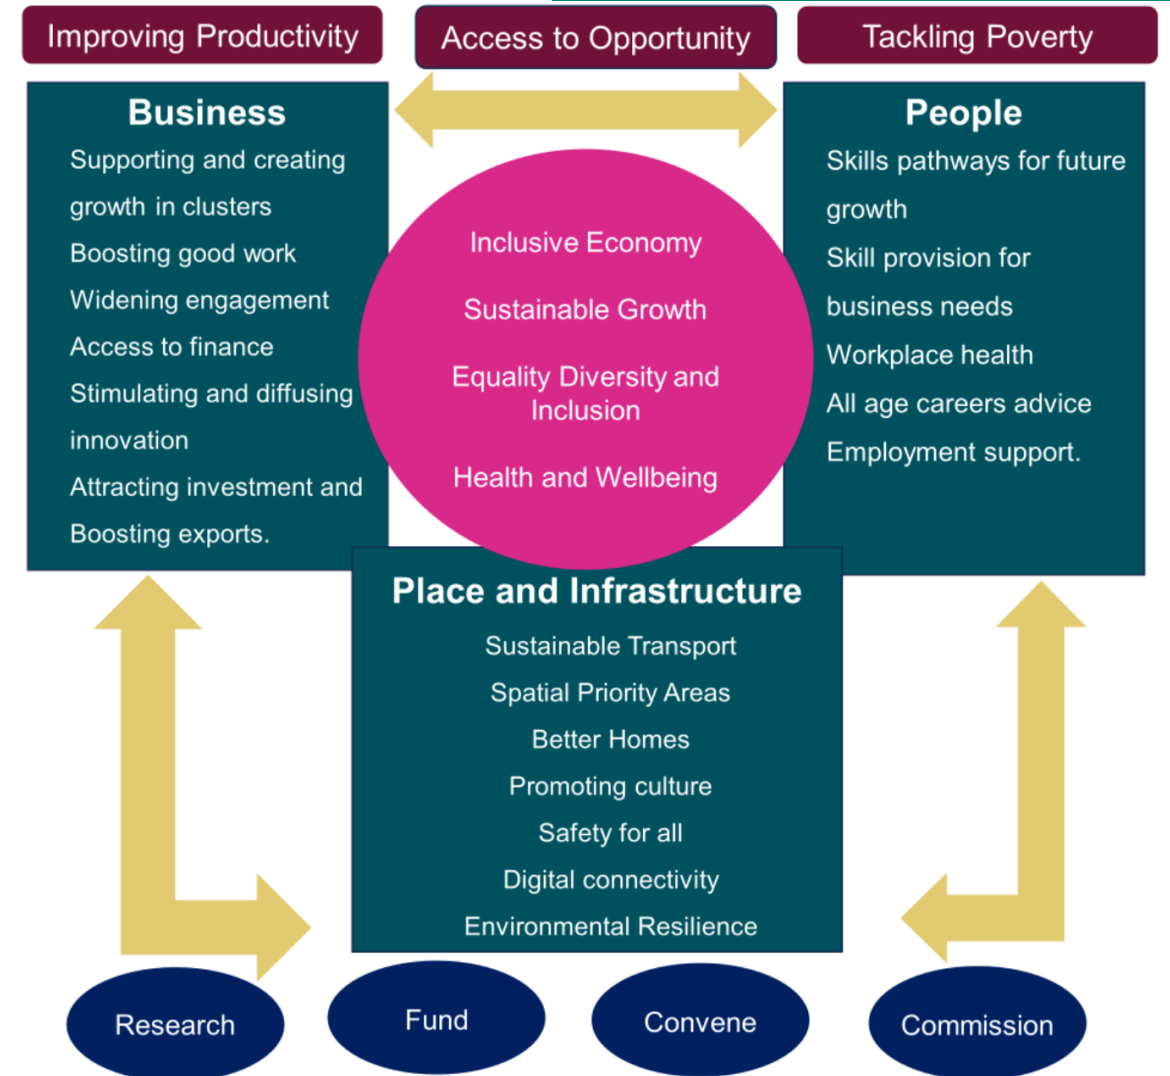 Improving Productivity
Access to Opportunity
Tackling Poverty
Business
Supporting and creating
growth in clusters
Boosting good work
Widening engagement
Access to finance
Stimulating and diffusing
innovation
Attracting investment and
Boosting exports.
Inclusive Economy
Sustainable Growth
Equality Diversity and
Inclusion
Health and Wellbeing
People
Skills pathways for future
growth
Skill provision for
business needs
Workplace health
All age careers advice
Employment support.
Place and Infrastructure
Sustainable Transport
Spatial Priority Areas
Better Homes
Promoting culture
Safety for all
Digital connectivity
Environmental Resilience
Research
Fund
Convene
Commission